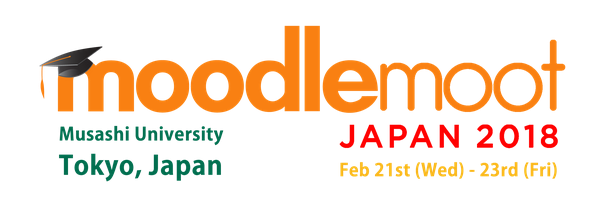 moodlemoot
Musashi University
Tokyo, Japan
JAPAN 2018
Feb 21st (Wed) - 23rd (Fri)